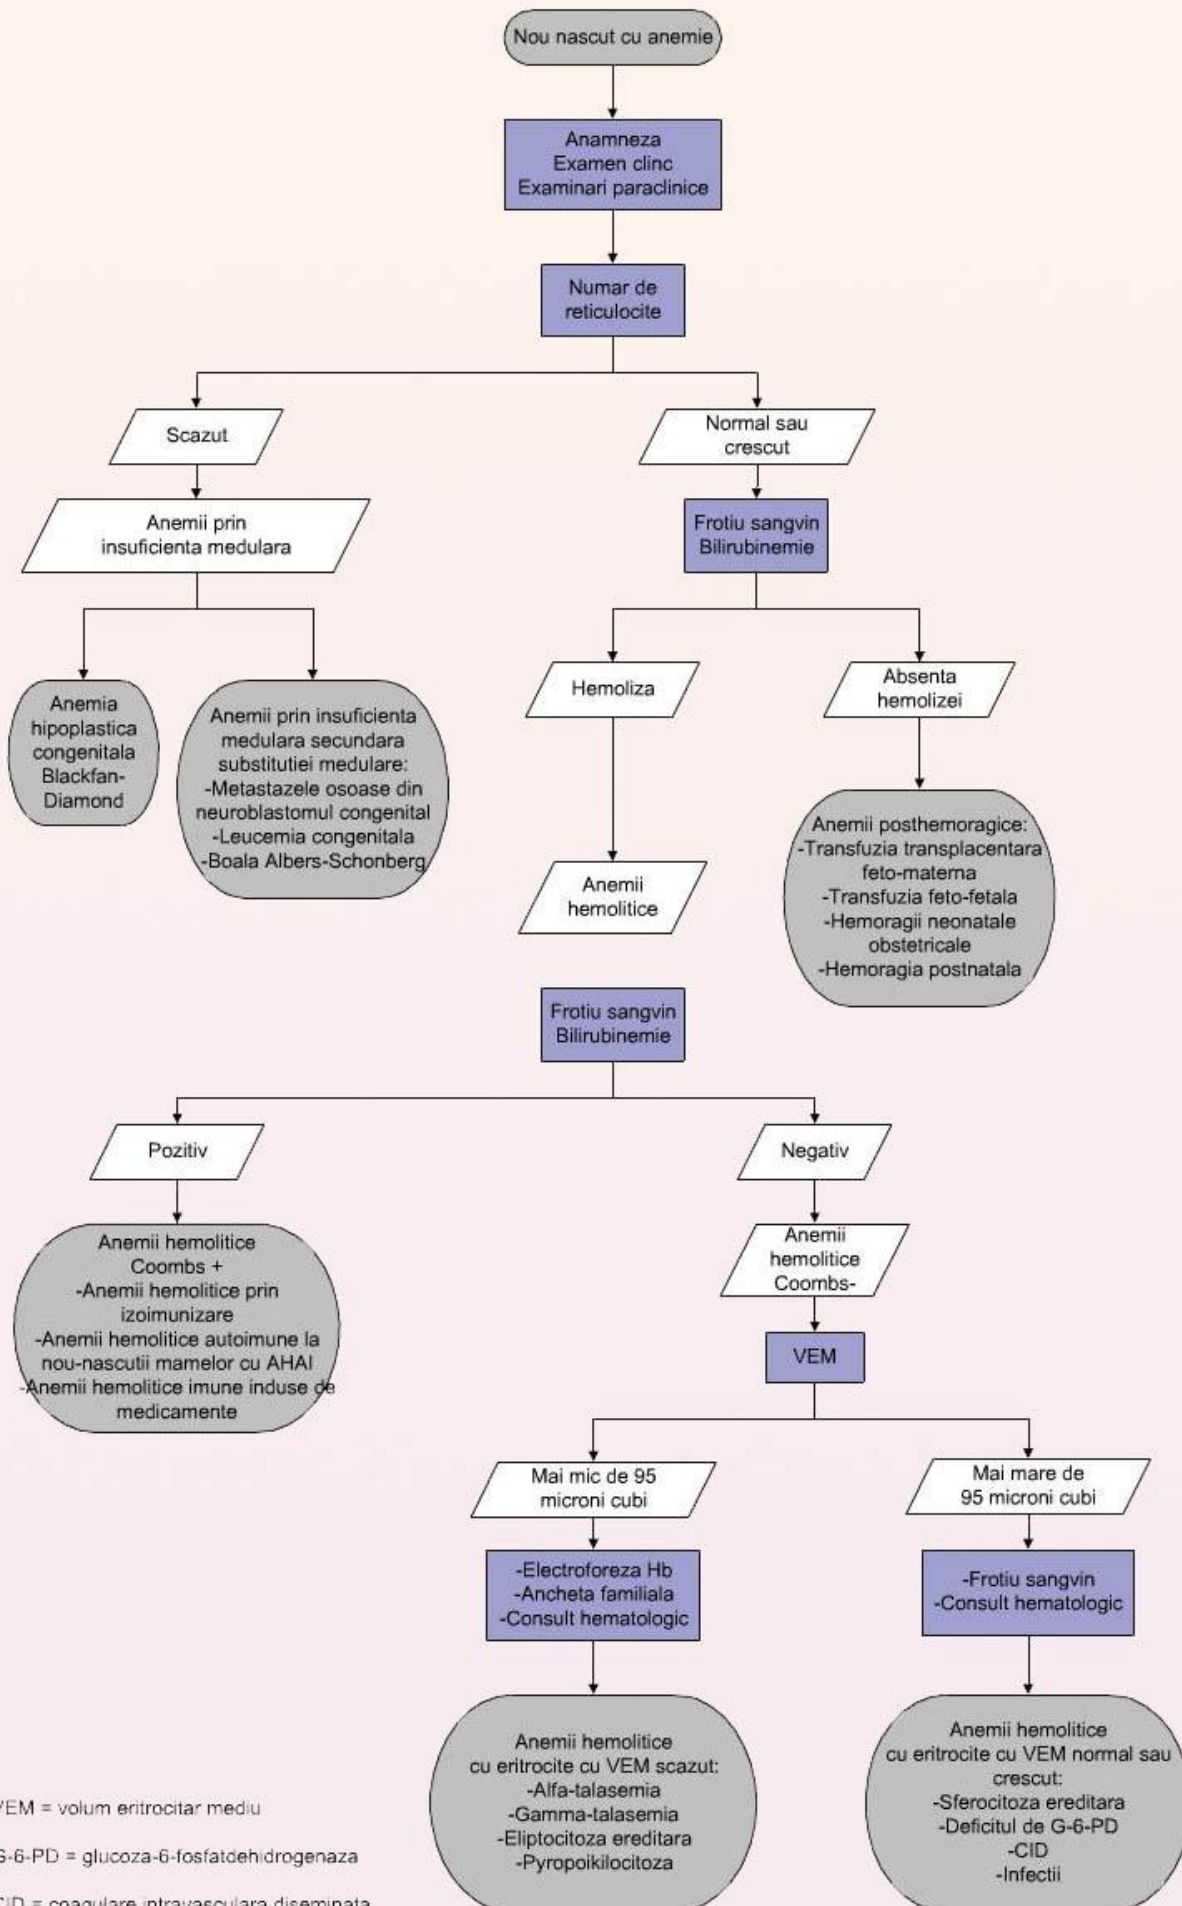 Nou nascut cu anemie
Anamneza
Examen clinc
Examinari paraclinice
Numar de
reticulocite
Scazut
Normal sau
crescut
Anemii prin
insuficienta medulara
Frotiu sangvin
Bilirubinemie
Anemia
hipoplastica
congenitala
Blackfan-
Diamond
Anemii prin insuficienta
medulara secundara
substitutiei medulare:
-Metastazele osoase din
neuroblastomul congenital
-Leucemia congenitala
-Boala Albers-Schonberg
Hemoliza
Absenta
hemolizei
Anemii
hemolitice
Anemii posthemoragice:
-Transfuzia transplacentara
feto-materna
-Transfuzia feto-fetala
-Hemoragii neonatale
obstetricale
-Hemoragia postnatala
Frotiu sangvin
Bilirubinemie
Pozitiv
Negativ
Anemii hemolitice
Coombs +
-Anemii hemolitice prin
izoimunizare
-Anemii hemolitice autoimune la
nou-nascutii mamelor cu AHAI
-Anemii hemolitice imune induse de
medicamente
Anemii
hemolitice
Coombs-
VEM
Mai mic de 95
microni cubi
Mai mare de
95 microni cubi
-Electroforeza Hb
-Ancheta familiala
-Consult hematologic
-Frotiu sangvin
-Consult hematologic
Anemii hemolitice
cu eritrocite cu VEM scazut:
-Alfa-talasemia
-Gamma-talasemia
-Eliptocitoza ereditara
-Pyropoikilocitoza
Anemii hemolitice
cu eritrocite cu VEM normal sau
crescut:
-Sferocitoza ereditara
-Deficitul de G-6-PD
-CID
-Infectii
VEM = volum eritrocitar mediu
G-6-PD = glucoza-6-fosfatdehidrogenaza
CID = coagulare intravasculara diseminata